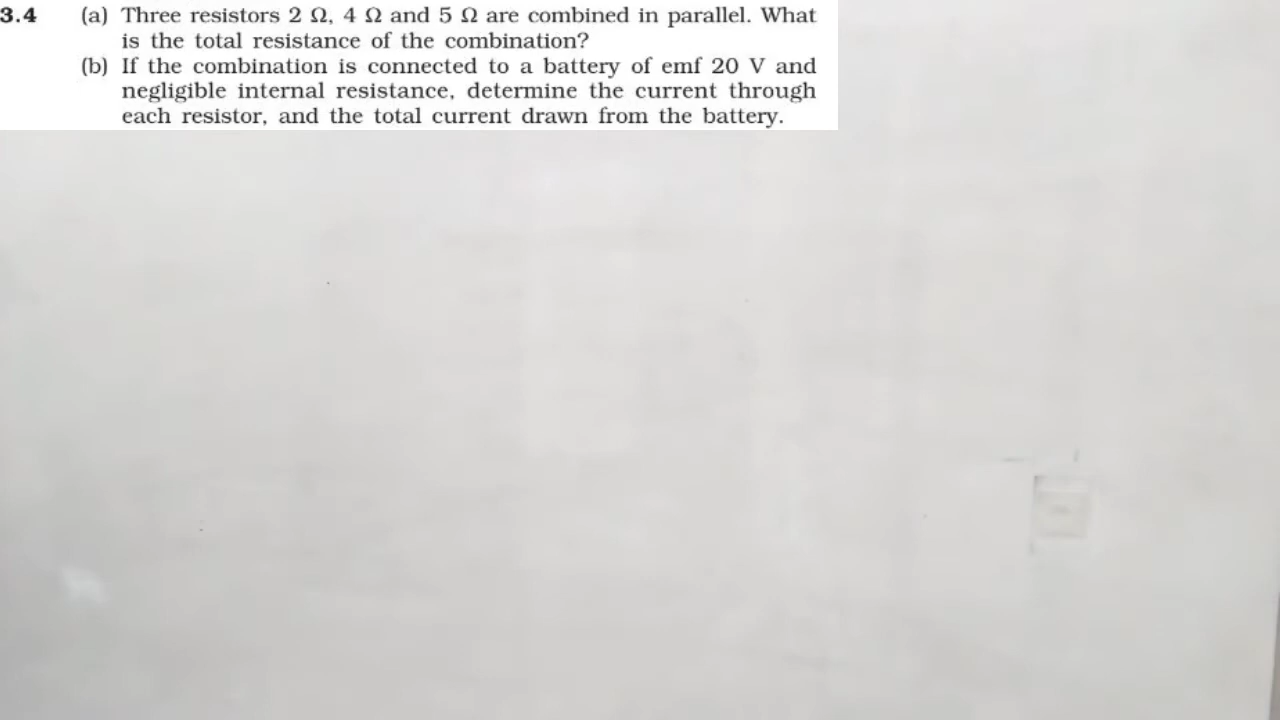 3.4 (a) Three resistors 2 Ω, 4 Ω and 5 Ω are combined in parallel. What
is the total resistance of the combination?
(b) If the combination is connected to a battery of emf 20 V and
negligible internal resistance, determine the current through
each resistor, and the total current drawn from the battery.